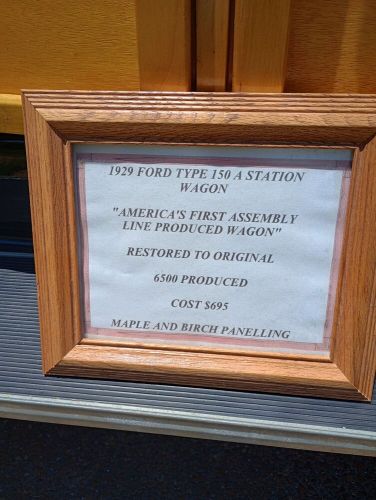 1929 FORD TYPE 150 A STATION
WAGON
"AMERICA'S FIRST ASSEMBLY
LINE PRODUCED WAGON"
RESTORED TO ORIGINAL
6500 PRODUCED
COST $695
MAPLE AND BIRCH PANELLING